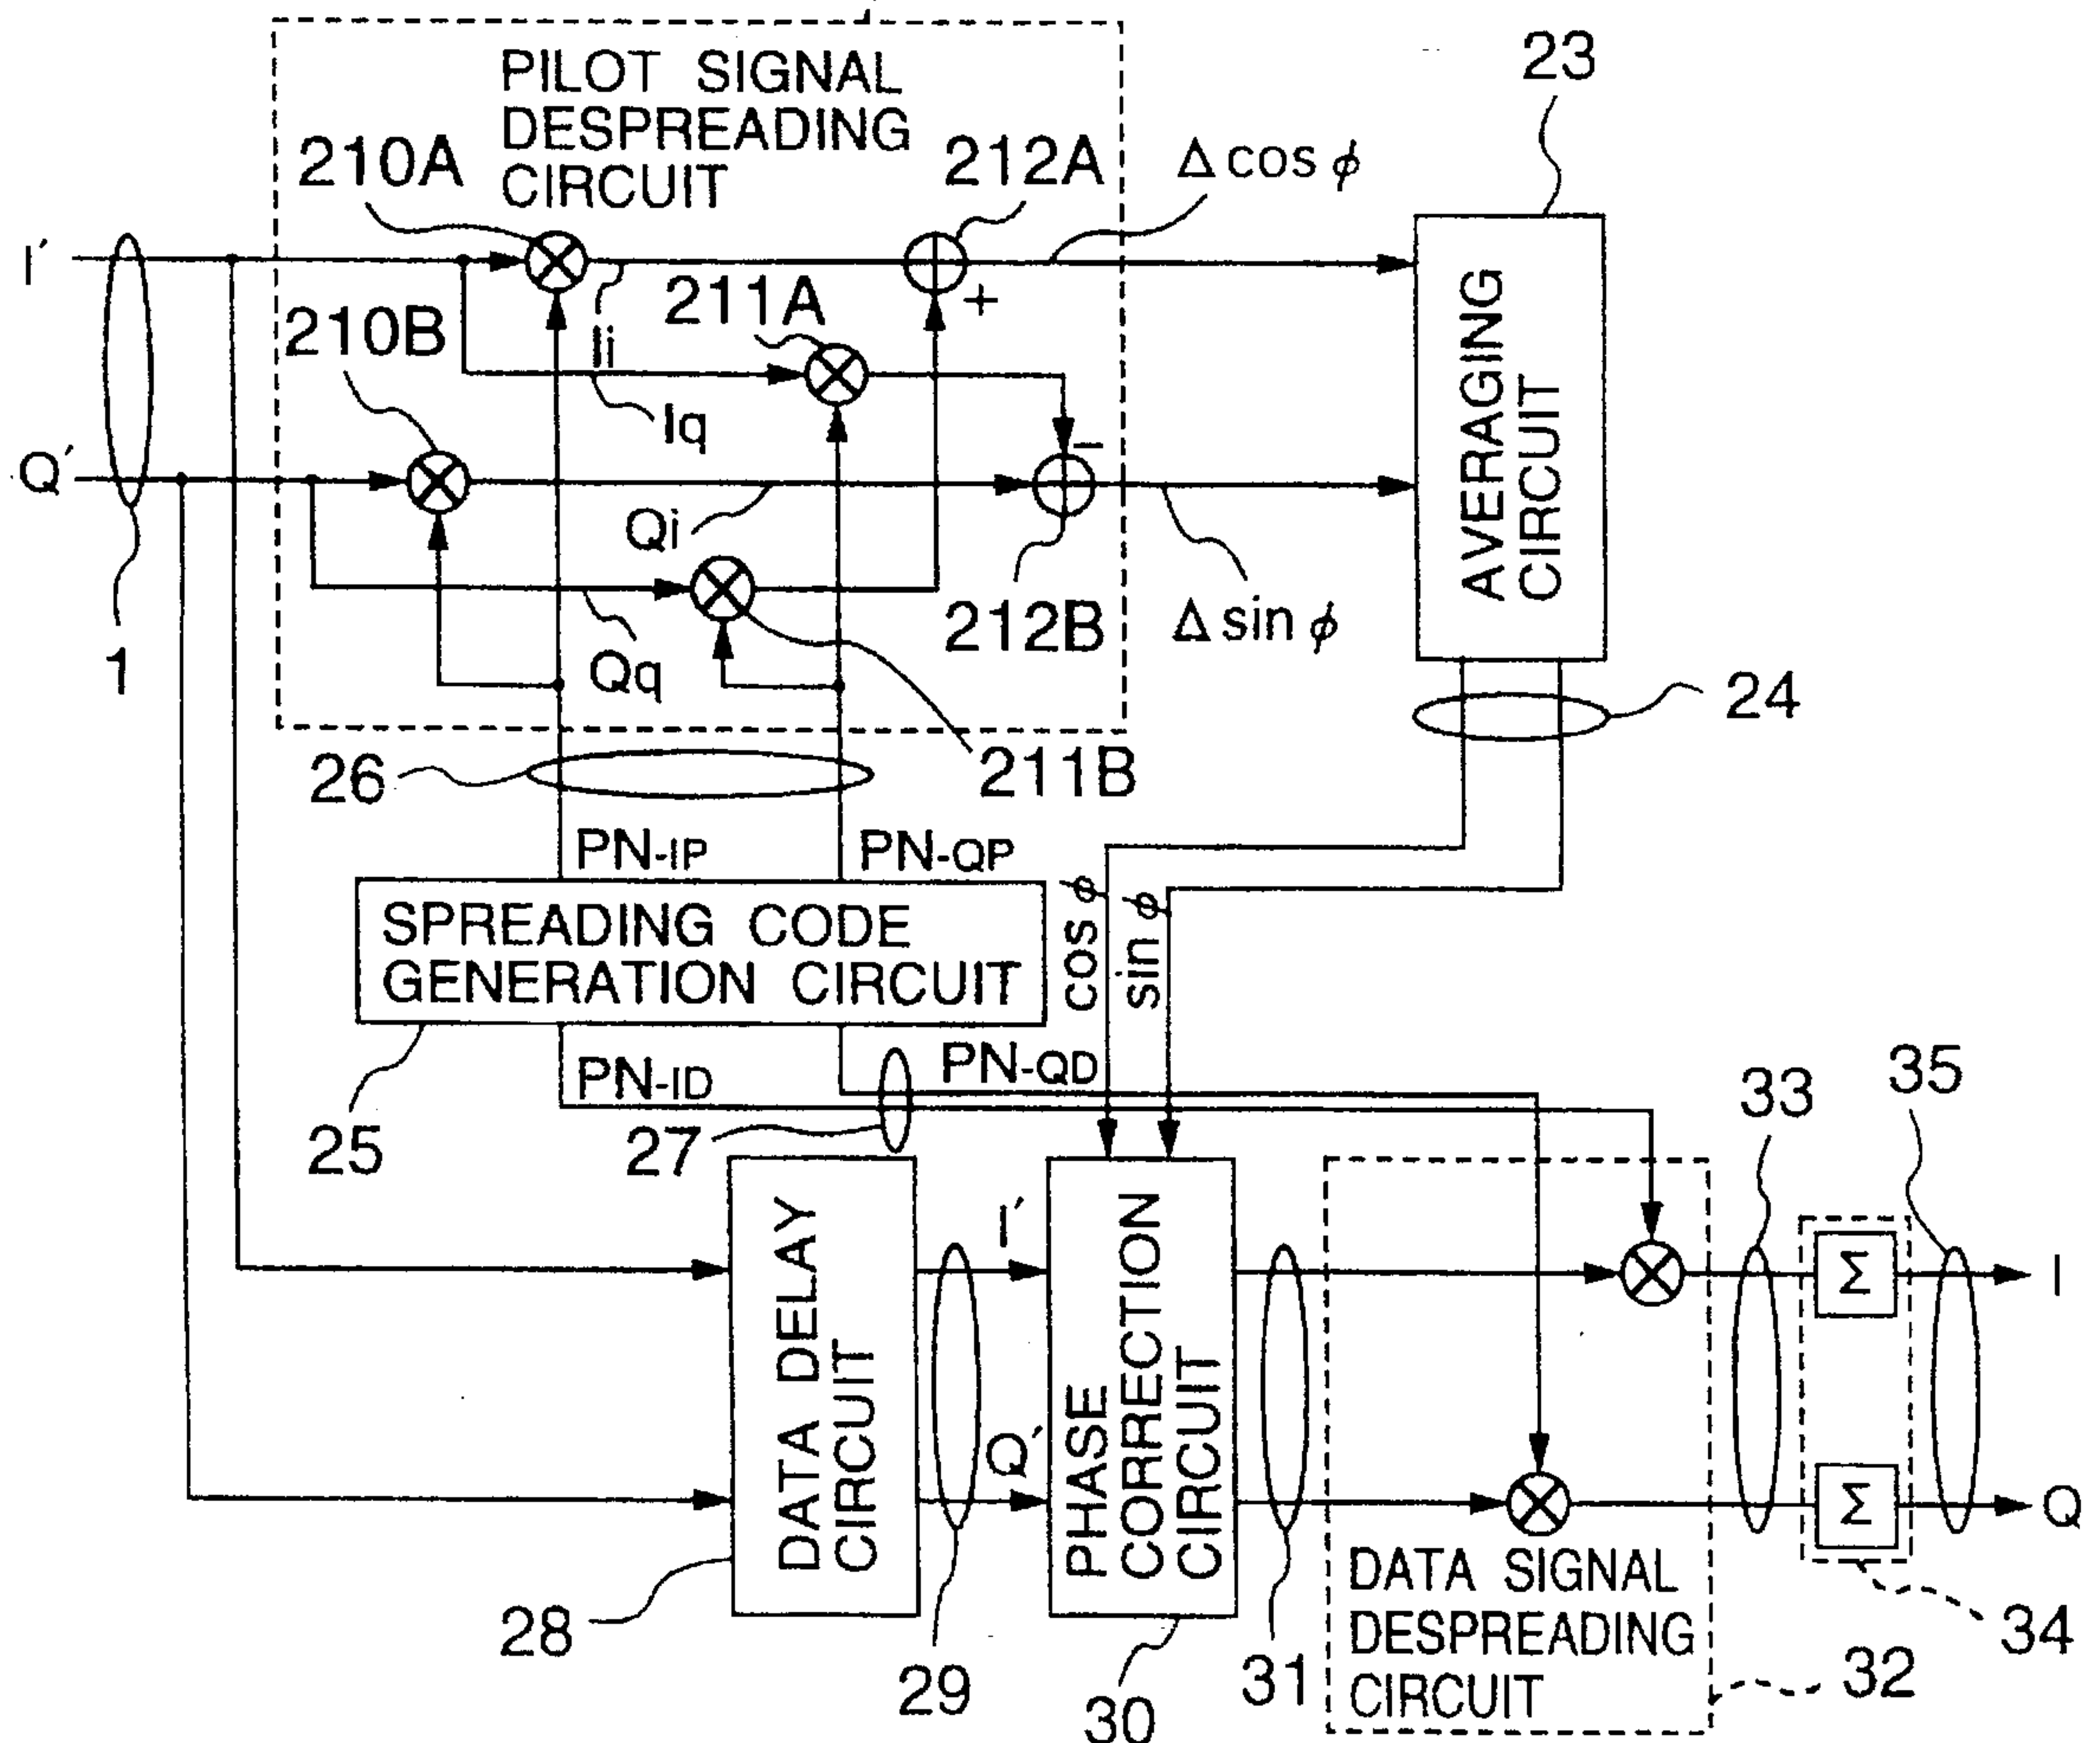 PILOT SIGNAL
DESPREADING
CIRCUIT
23
210A
212A
Δ cos φ
I′
Ii
211A
+
210B
Iq
−
Q′
Qi
AVERAGING
CIRCUIT
1
Qq
212B
Δ sin φ
24
26
211B
PN-IP
PN-QP
cos φ
sin φ
SPREADING CODE
GENERATION CIRCUIT
PN-ID
PN-QD
25
27
33
35
I′
DATA DELAY
CIRCUIT
PHASE
CORRECTION
CIRCUIT
Σ
I
Q′
Σ
Q
DATA SIGNAL
DESPREADING
CIRCUIT
28
29
30
31
32
34